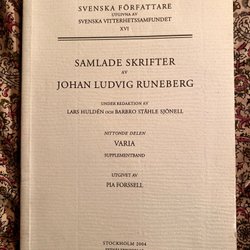 SVENSKA FÖRFATTARE
UTGIVNA AV
SVENSKA VITTERHETSSAMFUNDET
XVI
SAMLADE SKRIFTER
AV
JOHAN LUDVIG RUNEBERG
UNDER REDAKTION AV
LARS HULDÉN OCH BARBRO STÅHLE SJÖNELL
NITTONDE DELEN
VARIA
SUPPLEMENTBAND
UTGIVET AV
PIA FORSSELL
STOCKHOLM 2004